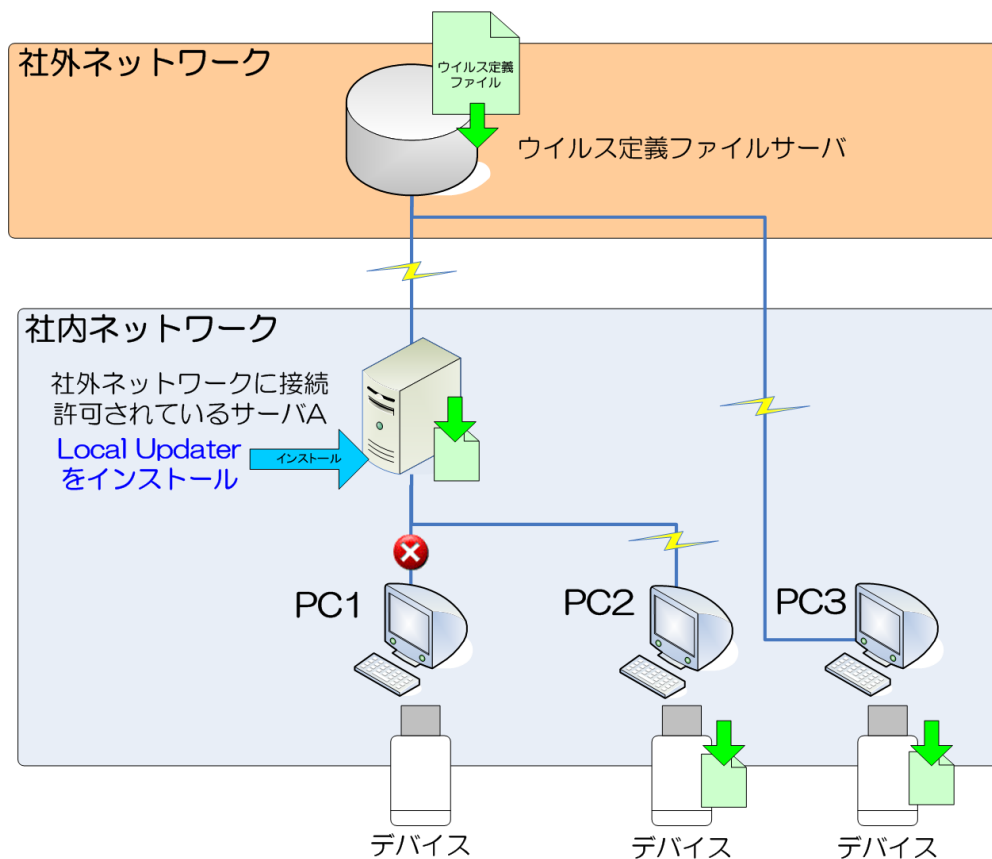 社外ネットワーク
ウイルス定義
ファイル
ウイルス定義ファイルサーバ
社内ネットワーク
社外ネットワークに接続
許可されているサーバA
Local Updater
をインストール
インストール
PC1
PC2
PC3
デバイス
デバイス
デバイス